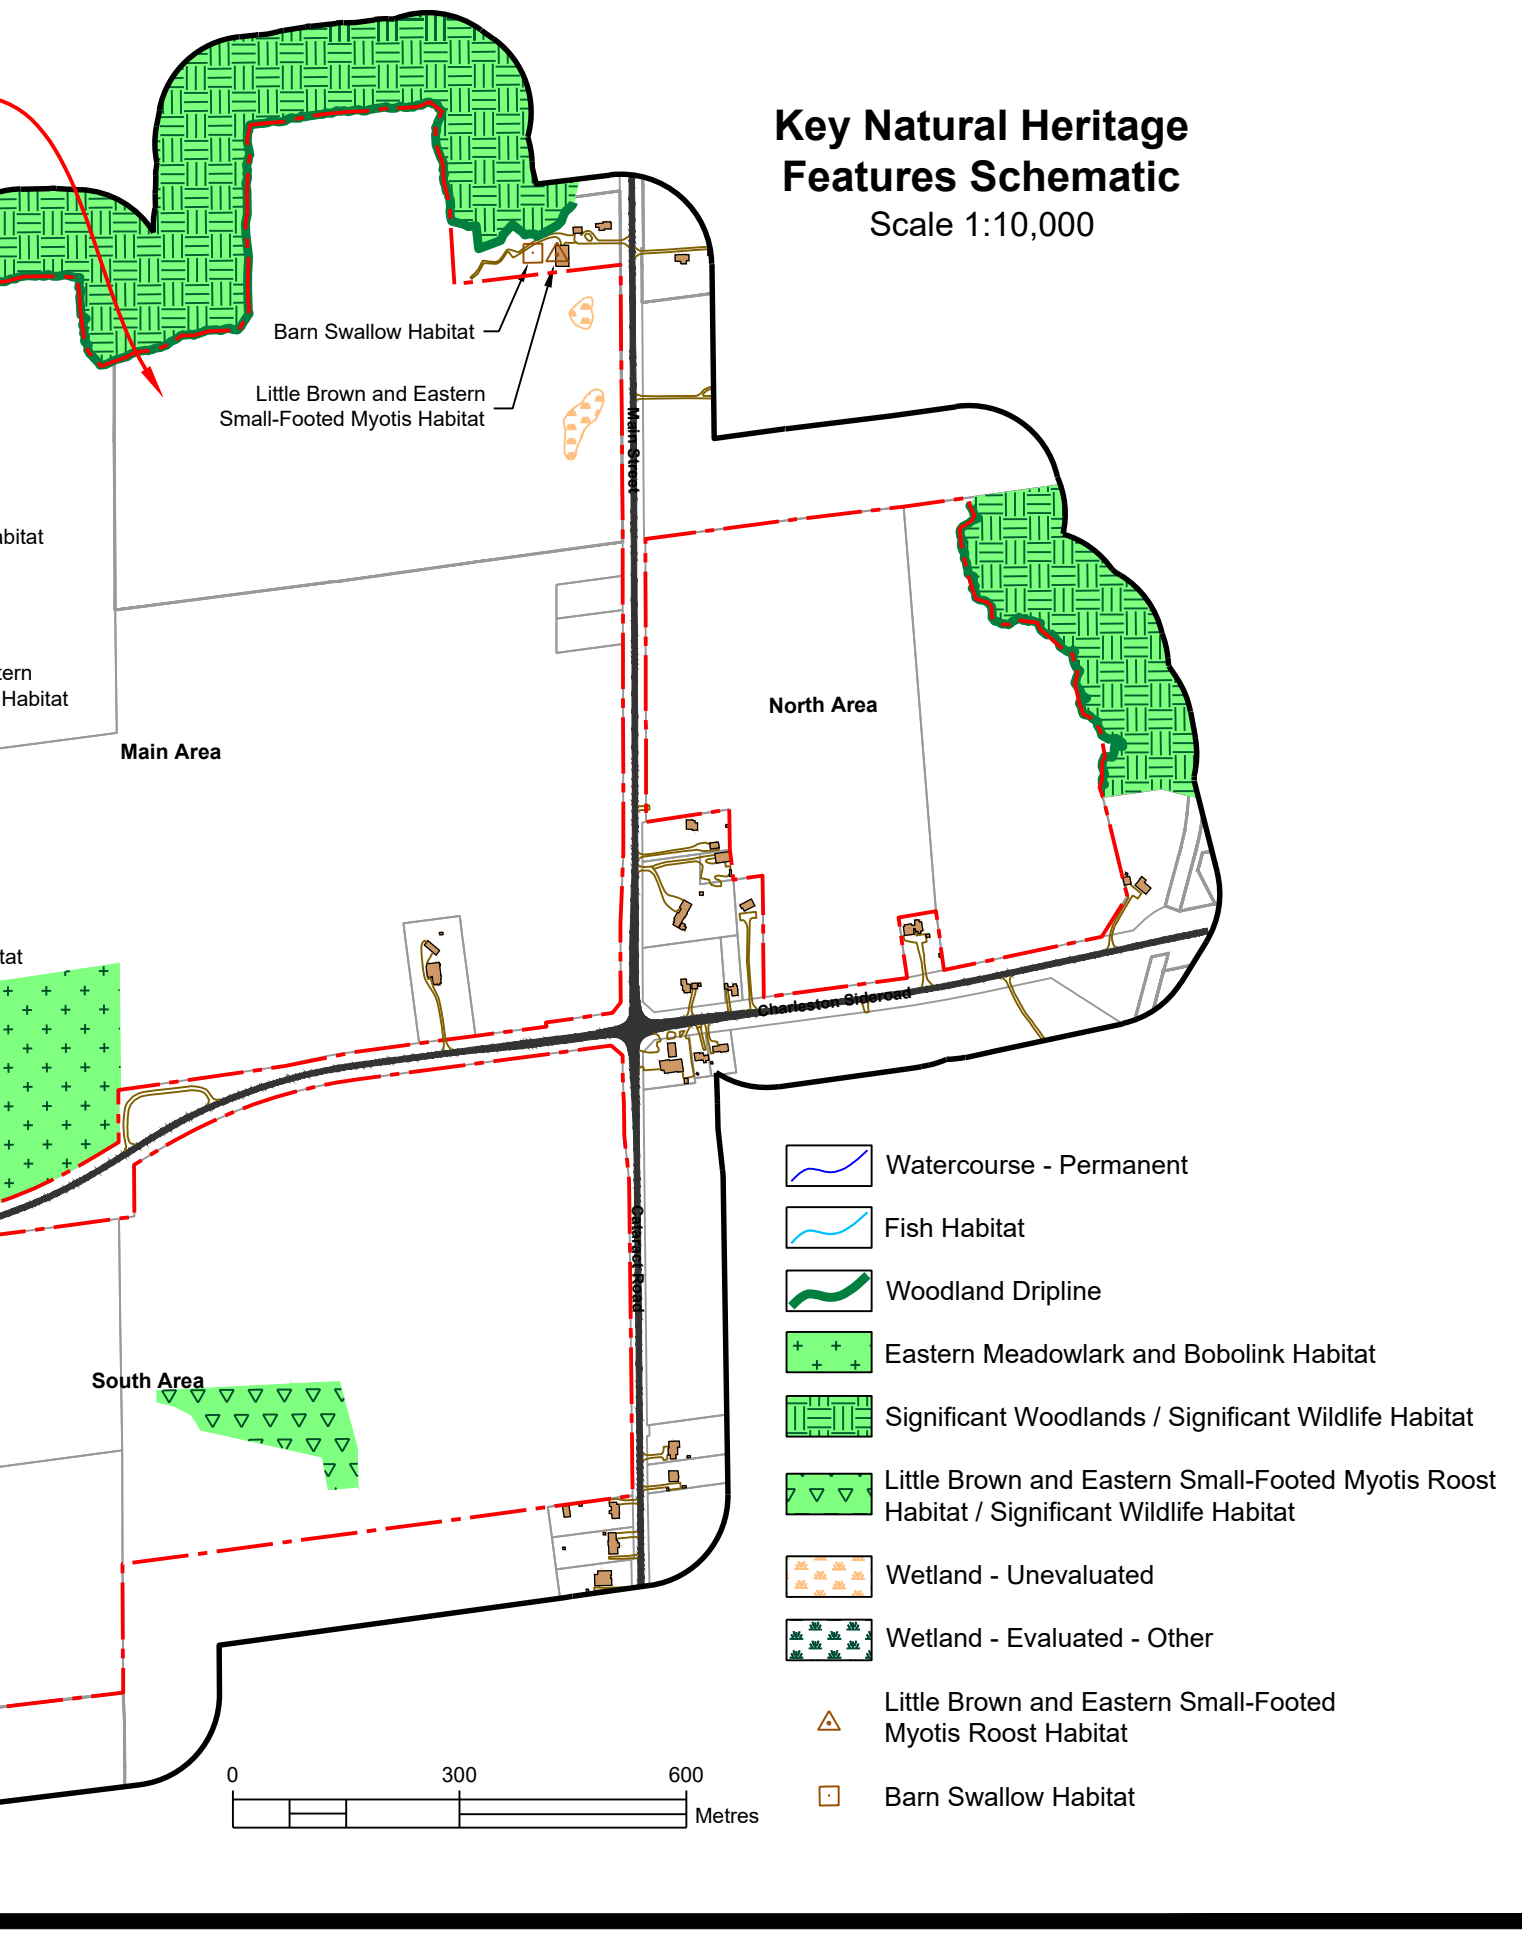 Key Natural Heritage
Features Schematic
Scale 1:10,000
Barn Swallow Habitat
Little Brown and Eastern
Small-Footed Myotis Habitat
Main Street
abitat
tern
Habitat
North Area
Main Area
tat
Charleston Sideroad
Cataract Road
South Area
Watercourse - Permanent
Fish Habitat
Woodland Dripline
Eastern Meadowlark and Bobolink Habitat
Significant Woodlands / Significant Wildlife Habitat
Little Brown and Eastern Small-Footed Myotis Roost
Habitat / Significant Wildlife Habitat
Wetland - Unevaluated
Wetland - Evaluated - Other
Little Brown and Eastern Small-Footed
Myotis Roost Habitat
Barn Swallow Habitat
0 300 600
Metres